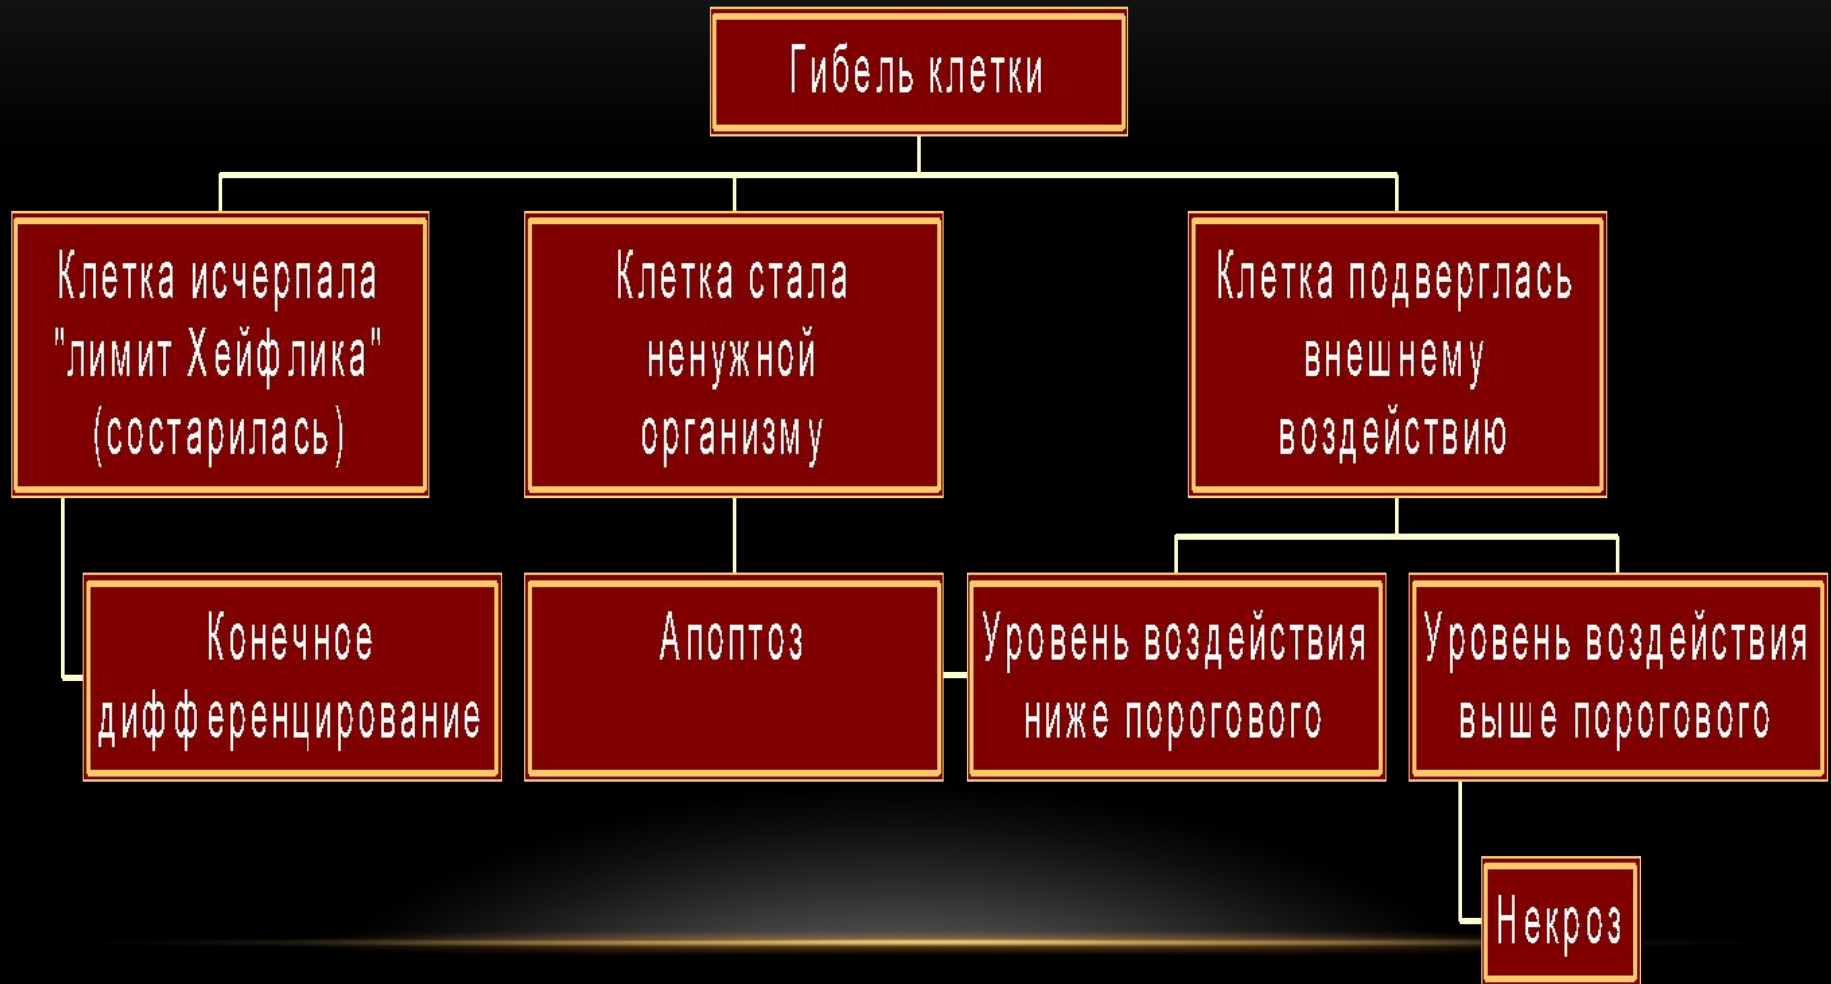 Гибель клетки
Клетка исчерпала
"лимит Хейфлика"
(состарилась)
Клетка стала
ненужной
организму
Клетка подверглась
внешнему
воздействию
Конечное
дифференцирование
Апоптоз
Уровень воздействия
ниже порогового
Уровень воздействия
выше порогового
Некроз